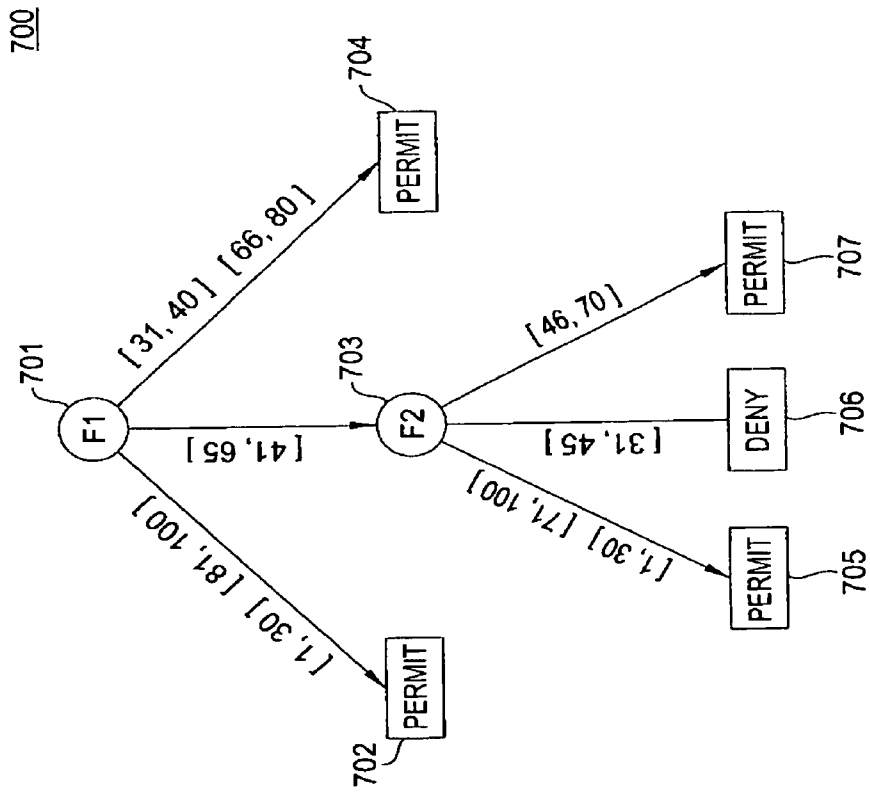 700
701
F1
[ 1, 30 ] [ 81, 100 ]
[ 41, 65 ]
[ 31, 40 ] [ 66, 80 ]
702
PERMIT
703
F2
704
PERMIT
[ 1, 30 ] [ 71, 100 ]
[ 31, 45 ]
[ 46, 70 ]
PERMIT
705
DENY
706
PERMIT
707